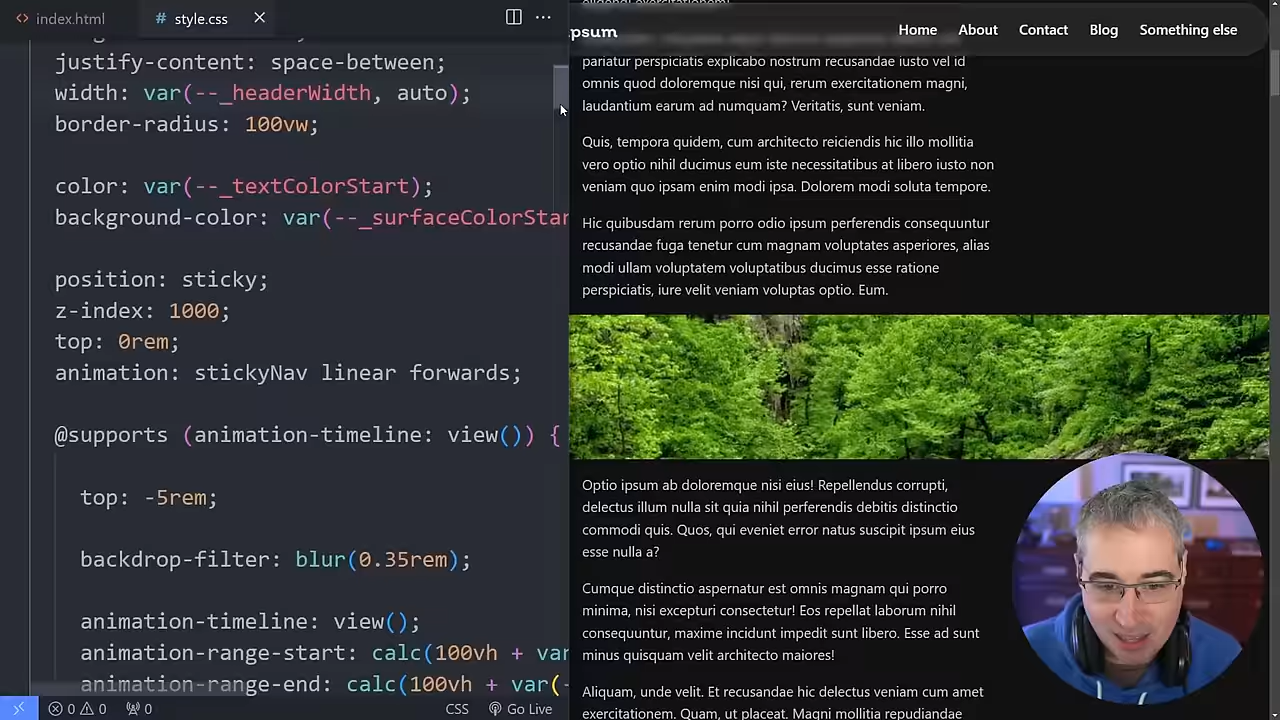 index.html
style.css
justify-content: space-between;
width: var(--_headerWidth, auto);
border-radius: 100vw;
color: var(--_textColorStart);
background-color: var(--_surfaceColorStar
position: sticky;
z-index: 1000;
top: 0rem;
animation: stickyNav linear forwards;
@supports (animation-timeline: view()) {
top: -5rem;
backdrop-filter: blur(0.35rem);
animation-timeline: view();
animation-range-start: calc(100vh + var
animation-range-end: calc(100vh + var(-
0 0 0
CSS
Go Live
eligendi exercitationem!
ipsum
Home About Contact Blog Something else
pariatur perspiciatis explicabo nostrum recusandae iusto vel id
omnis quod doloremque nisi qui, rerum exercitationem magni,
laudantium earum ad numquam? Veritatis, sunt veniam.
Quis, tempora quidem, cum architecto reiciendis hic illo mollitia
vero optio nihil ducimus eum iste necessitatibus at libero iusto non
veniam quo ipsam enim modi ipsa. Dolorem modi soluta tempore.
Hic quibusdam rerum porro odio ipsum perferendis consequuntur
recusandae fuga tenetur cum magnam voluptates asperiores, alias
modi ullam voluptatem voluptatibus ducimus esse ratione
perspiciatis, iure velit veniam voluptas optio. Eum.
Optio ipsum ab doloremque nisi eius! Repellendus corrupti,
delectus illum nulla sit quia nihil perferendis debitis distinctio
commodi quis. Quos, qui eveniet error natus suscipit ipsum eius
esse nulla a?
Cumque distinctio aspernatur est omnis magnam qui porro
minima, nisi excepturi consectetur! Eos repellat laborum nihil
consequuntur, maxime incidunt impedit sunt libero. Esse ad sunt
minus quisquam velit architecto maiores!
Aliquam, unde velit. Et recusandae hic delectus veniam cum amet
exercitationem. Quam, ut placeat. Magni mollitia repudiandae